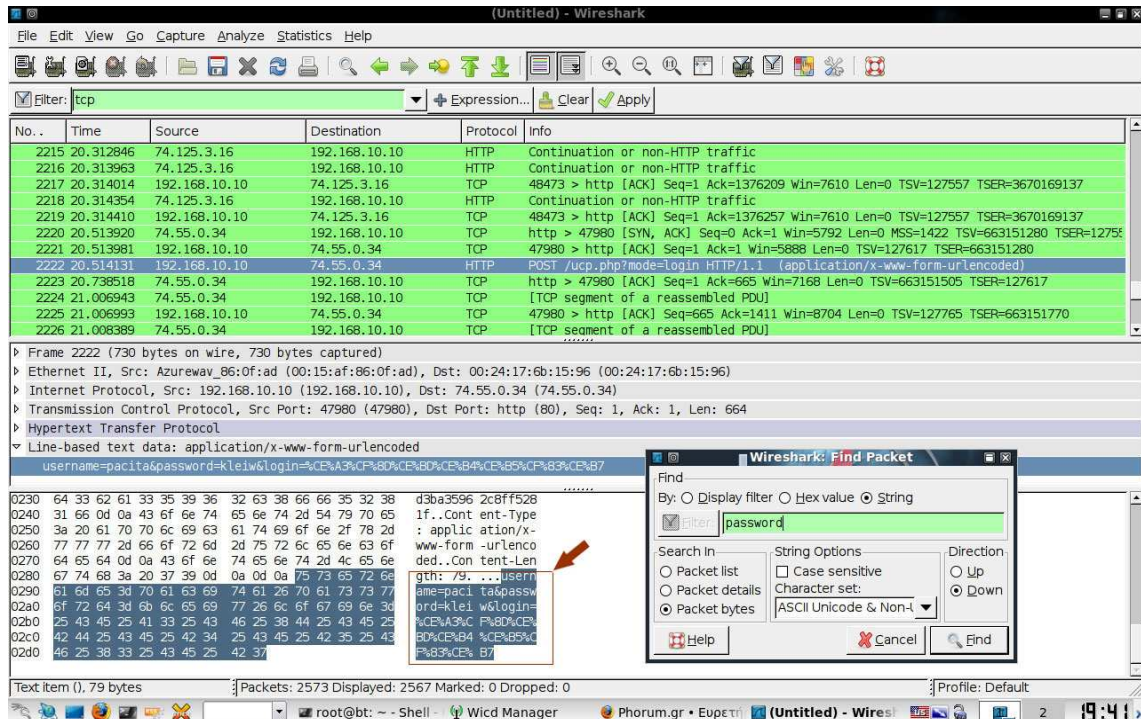 (Untitled) - Wireshark
File Edit View Go Capture Analyze Statistics Help
Filter: tcp Expression... Clear Apply
No. . Time Source Destination Protocol Info
2215 20.312846 74.125.3.16 192.168.10.10 HTTP Continuation or non-HTTP traffic
2216 20.313963 74.125.3.16 192.168.10.10 HTTP Continuation or non-HTTP traffic
2217 20.314014 192.168.10.10 74.125.3.16 TCP 48473 > http [ACK] Seq=1 Ack=1376209 Win=7610 Len=0 TSV=127557 TSER=3670169137
2218 20.314354 74.125.3.16 192.168.10.10 HTTP Continuation or non-HTTP traffic
2219 20.314410 192.168.10.10 74.125.3.16 TCP 48473 > http [ACK] Seq=1 Ack=1376257 Win=7610 Len=0 TSV=127557 TSER=3670169137
2220 20.513920 74.55.0.34 192.168.10.10 TCP http > 47980 [SYN, ACK] Seq=0 Ack=1 Win=5792 Len=0 MSS=1422 TSV=663151280 TSER=12755
2221 20.513981 192.168.10.10 74.55.0.34 TCP 47980 > http [ACK] Seq=1 Ack=1 Win=5888 Len=0 TSV=127617 TSER=663151280
2222 20.514131 192.168.10.10 74.55.0.34 HTTP POST /ucp.php?mode=login HTTP/1.1 (application/x-www-form-urlencoded)
2223 20.738518 74.55.0.34 192.168.10.10 TCP http > 47980 [ACK] Seq=1 Ack=665 Win=7168 Len=0 TSV=663151505 TSER=127617
2224 21.006943 74.55.0.34 192.168.10.10 TCP [TCP segment of a reassembled PDU]
2225 21.006993 192.168.10.10 74.55.0.34 TCP 47980 > http [ACK] Seq=665 Ack=1411 Win=8704 Len=0 TSV=127765 TSER=663151770
2226 21.008389 74.55.0.34 192.168.10.10 TCP [TCP segment of a reassembled PDU]
Frame 2222 (730 bytes on wire, 730 bytes captured)
Ethernet II, Src: Azurewav_86:0f:ad (00:15:af:86:0f:ad), Dst: 00:24:17:6b:15:96 (00:24:17:6b:15:96)
Internet Protocol, Src: 192.168.10.10 (192.168.10.10), Dst: 74.55.0.34 (74.55.0.34)
Transmission Control Protocol, Src Port: 47980 (47980), Dst Port: http (80), Seq: 1, Ack: 1, Len: 664
Hypertext Transfer Protocol
Line-based text data: application/x-www-form-urlencoded
username=pacita&password=kleiw&login=%CE%A3%CF%8D%CE%BD%CE%B4%CE%B5%CF%83%CE%B7
0230 64 33 62 61 33 35 39 36 32 63 38 66 66 35 32 38 d3ba3596 2c8ff528
0240 31 66 0d 0a 43 6f 6e 74 65 6e 74 2d 54 79 70 65 1f..Cont ent-Type
0250 3a 20 61 70 70 6c 69 63 61 74 69 6f 6e 2f 78 2d : applic ation/x-
0260 77 77 77 2d 66 6f 72 6d 2d 75 72 6c 65 6e 63 6f www-form -urlenco
0270 64 65 64 0d 0a 43 6f 6e 74 65 6e 74 2d 4c 65 6e ded..Con tent-Len
0280 67 74 68 3a 20 37 39 0d 0a 0d 0a 75 73 65 72 6e gth: 79. ...usern
0290 61 6d 65 3d 70 61 63 69 74 61 26 70 61 73 73 77 ame=paci ta&passw
02a0 6f 72 64 3d 6b 6c 65 69 77 26 6c 6f 67 69 6e 3d ord=klei w&login=
02b0 25 43 45 25 41 33 25 43 46 25 38 44 25 43 45 25 %CE%A3%C F%8D%CE%
02c0 42 44 25 43 45 25 42 34 25 43 45 25 42 35 25 43 BD%CE%B4 %CE%B5%C
02d0 46 25 38 33 25 43 45 25 42 37 F%83%CE% B7
Wireshark: Find Packet
Find
By: Display filter Hex value String
Filter: password
Search In String Options Direction
Packet list Case sensitive Up
Packet details Character set: Down
Packet bytes ASCII Unicode & Non-
Help Cancel Find
Text item (), 79 bytes Packets: 2573 Displayed: 2567 Marked: 0 Dropped: 0 Profile: Default
root@bt: ~ - Shell - Wicd Manager Phorum.gr • Ευρετή (Untitled) - Wires 2 19:41